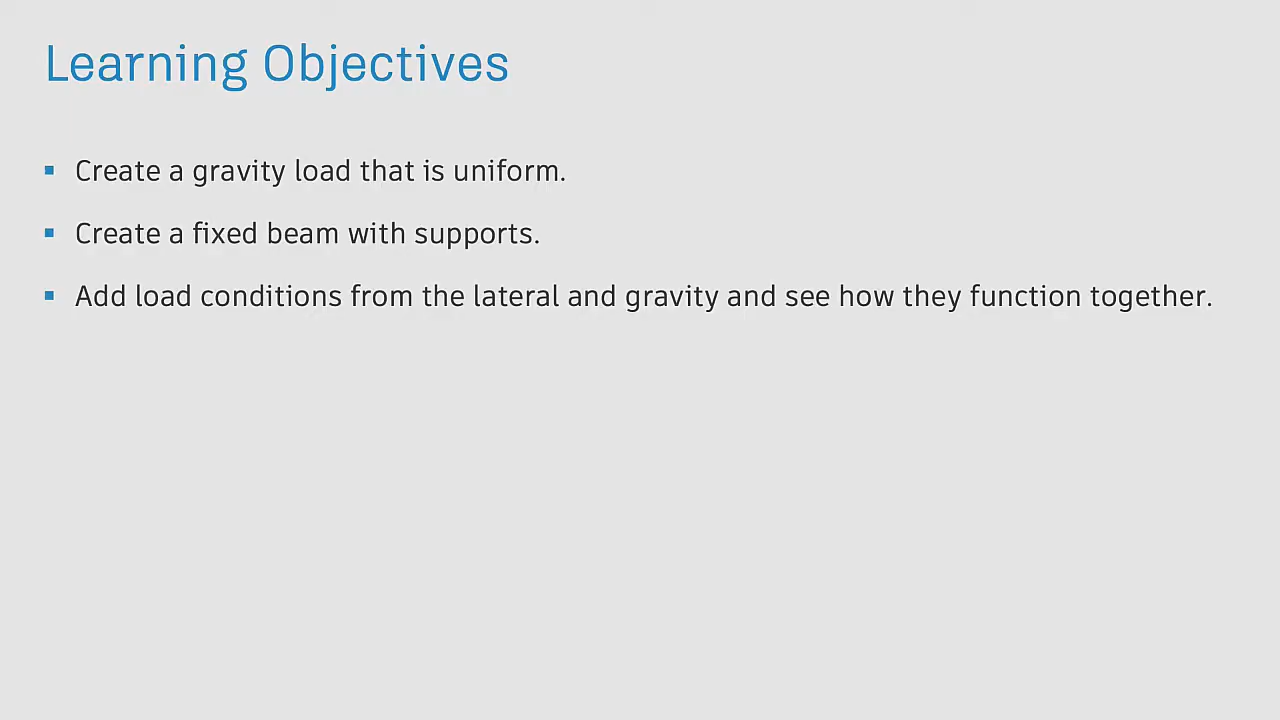 Learning Objectives
Create a gravity load that is uniform.
Create a fixed beam with supports.
Add load conditions from the lateral and gravity and see how they function together.